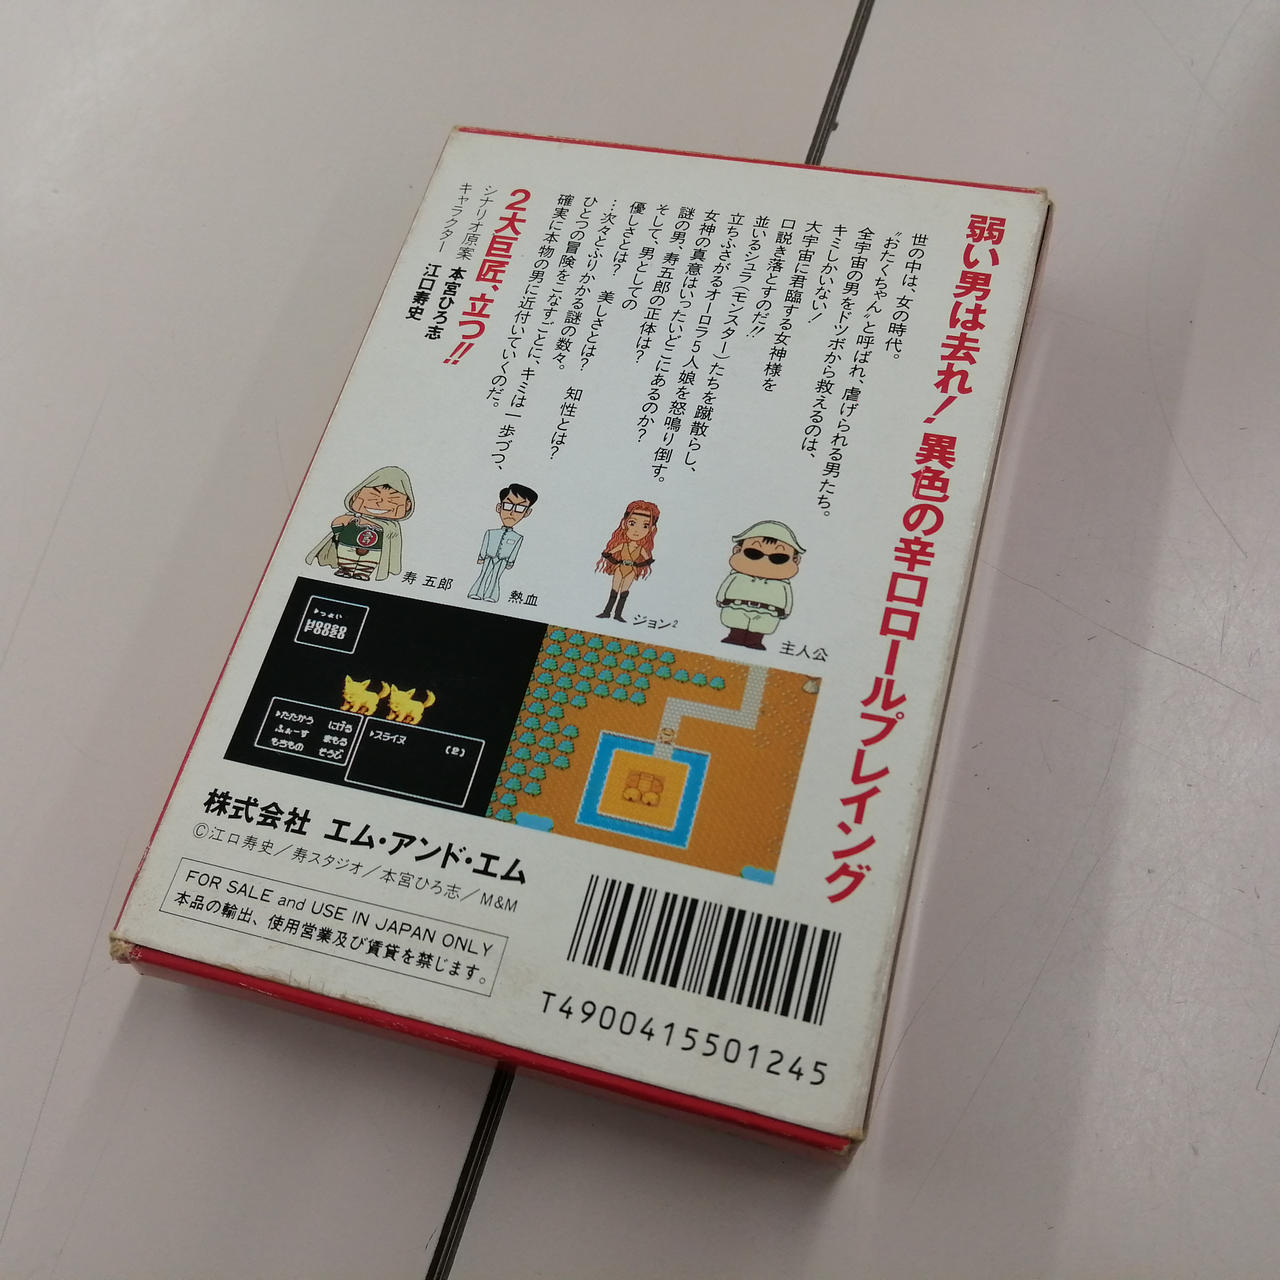 弱い男は去れ！ 異色の辛口ロールプレイング
世の中は、女の時代。
“おたくちゃん”と呼ばれ、虐げられる男たち。
全宇宙の男をドツボから救えるのは、
キミしかいない！
大宇宙に君臨する女神様を
口説き落とすのだ!!
並いるシュラ（モンスター）たちを蹴散らし、
立ちふさがるオーロラ5人娘を怒鳴り倒す。
女神の真意はいったいどこにあるのか？
謎の男、寿五郎の正体は？
そして、男としての
優しさとは？ 美しさとは？ 知性とは？
…次々とふりかかる謎の数々。
ひとつの冒険をこなすごとに、キミは一歩づつ、
確実に本物の男に近付いていくのだ。
2大巨匠、立つ!!
シナリオ原案 本宮ひろ志
キャラクター 江口寿史
寿 五郎
熱血
ジョン2
主人公
▶つよい
H0060
F0060
▶たたかう にげる
ふぉーす まもる
もちもの そうび
▶スライヌ (2)
株式会社 エム・アンド・エム
©江口寿史／寿スタジオ／本宮ひろ志／M&M
FOR SALE and USE IN JAPAN ONLY
本品の輸出、使用営業及び賃貸を禁じます。
T4900415501245